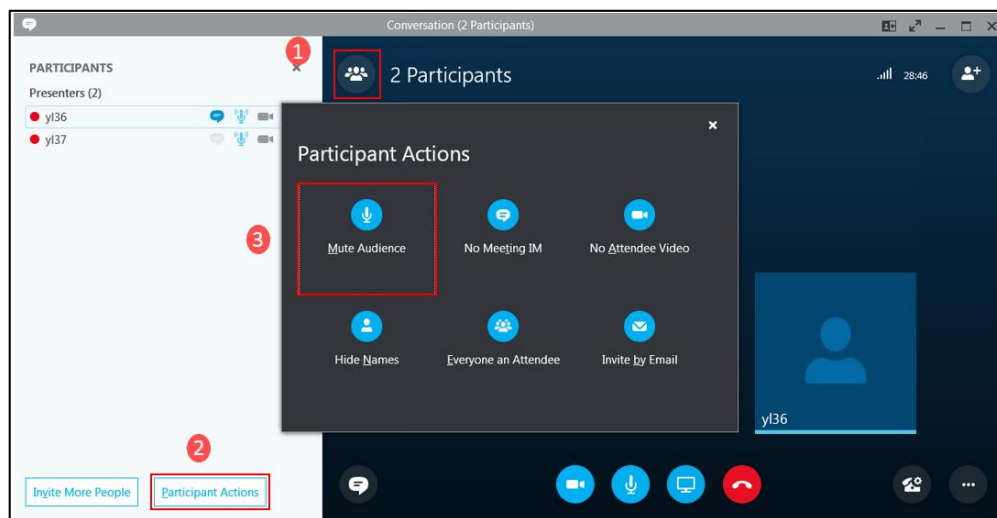 Conversation (2 Participants)
1
PARTICIPANTS
2 Participants
28:46
Presenters (2)
yl36
yl37
Participant Actions
3
Mute Audience
No Meeting IM
No Attendee Video
Hide Names
Everyone an Attendee
Invite by Email
yl36
2
Invite More People
Participant Actions